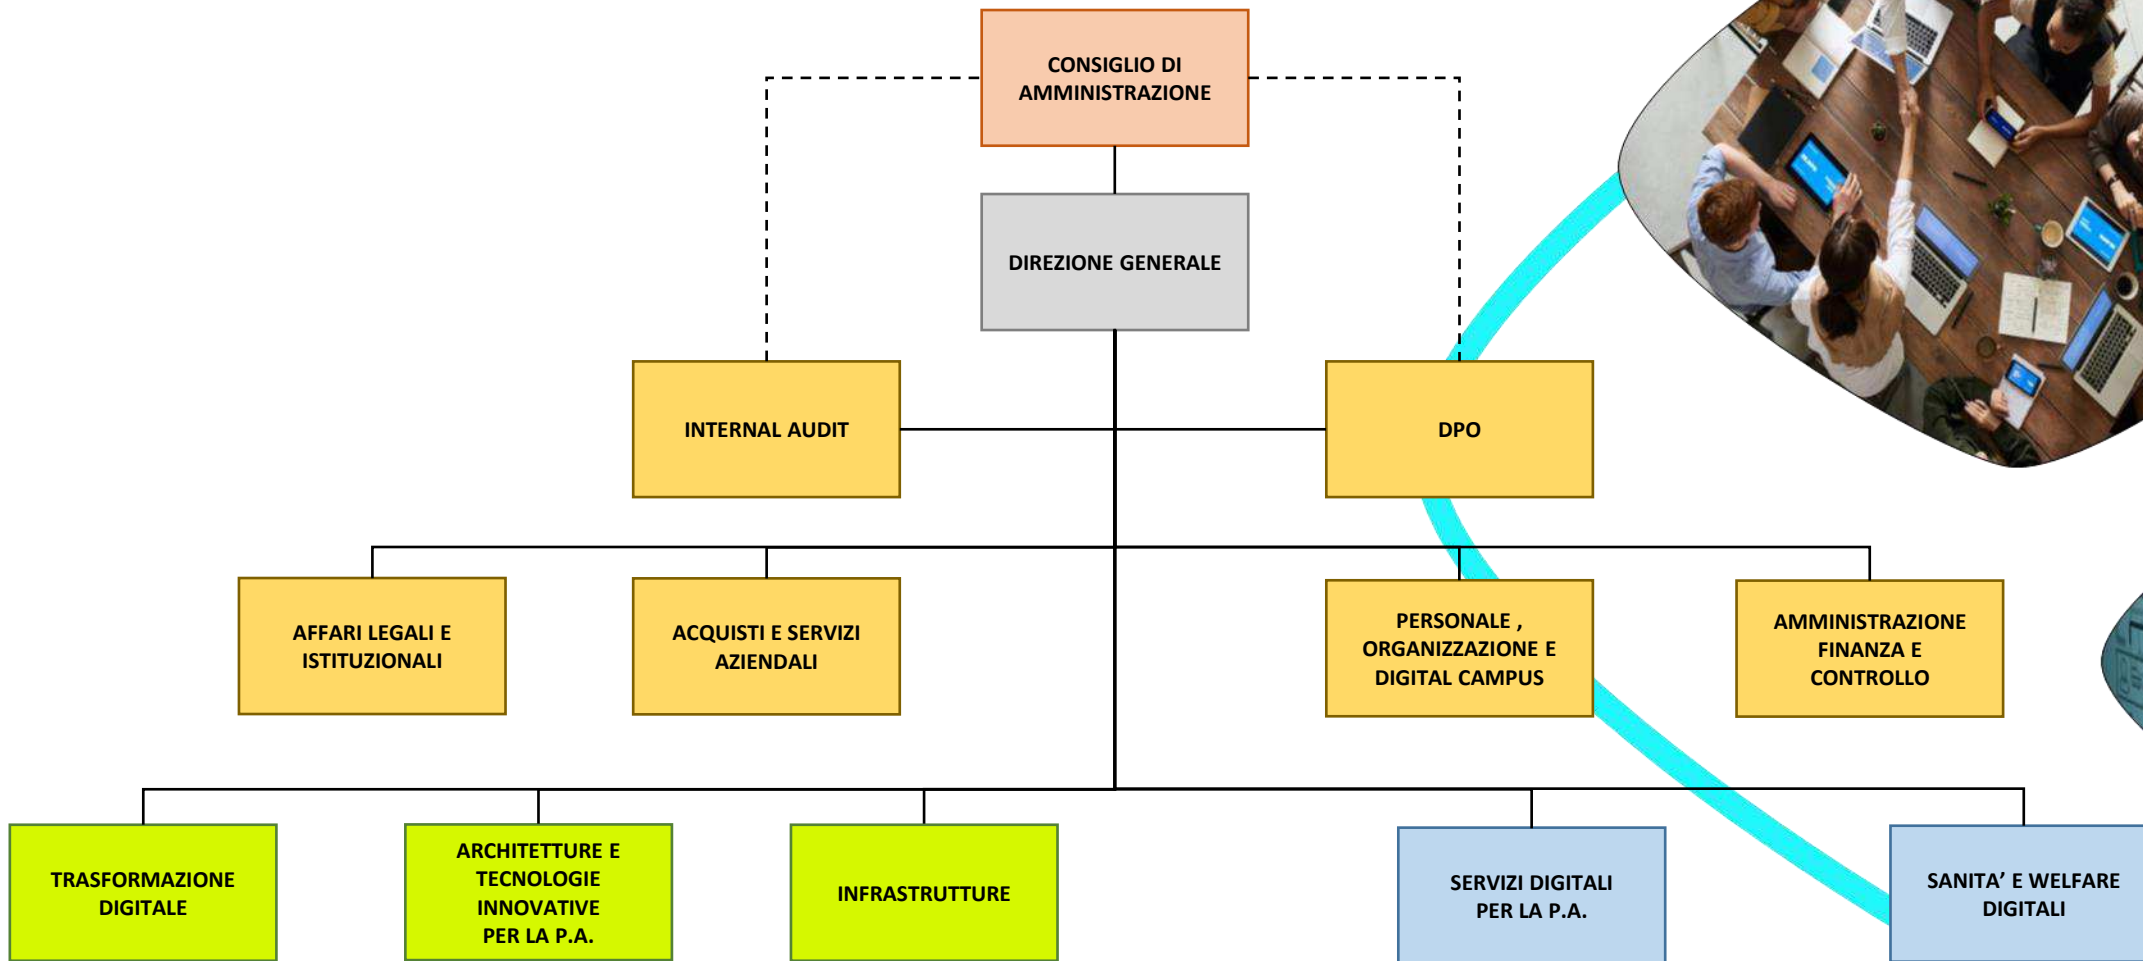 CONSIGLIO DI
AMMINISTRAZIONE
DIREZIONE GENERALE
INTERNAL AUDIT
DPO
AFFARI LEGALI E
ISTITUZIONALI
ACQUISTI E SERVIZI
AZIENDALI
PERSONALE ,
ORGANIZZAZIONE E
DIGITAL CAMPUS
AMMINISTRAZIONE
FINANZA E
CONTROLLO
TRASFORMAZIONE
DIGITALE
ARCHITETTURE E
TECNOLOGIE
INNOVATIVE
PER LA P.A.
INFRASTRUTTURE
SERVIZI DIGITALI
PER LA P.A.
SANITA’ E WELFARE
DIGITALI